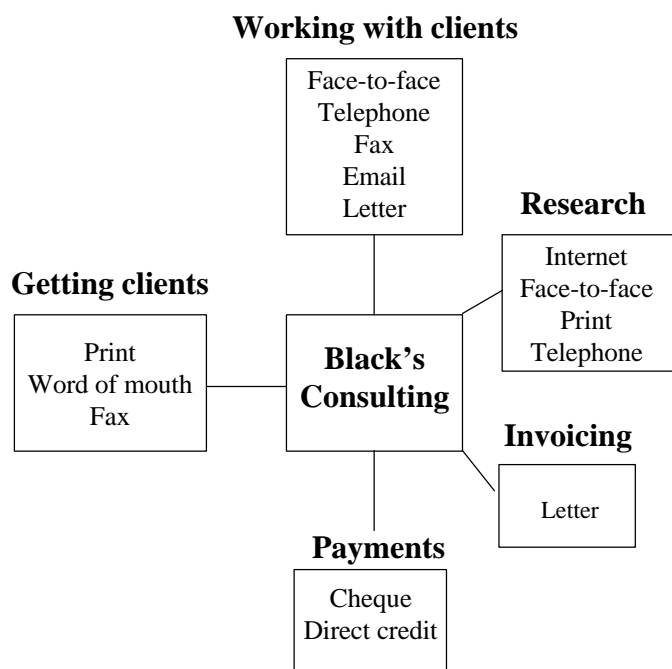 Working with clients
Face-to-face
Telephone
Fax
Email
Letter
Research
Internet
Face-to-face
Print
Telephone
Getting clients
Print
Word of mouth
Fax
Black's
Consulting
Invoicing
Letter
Payments
Cheque
Direct credit